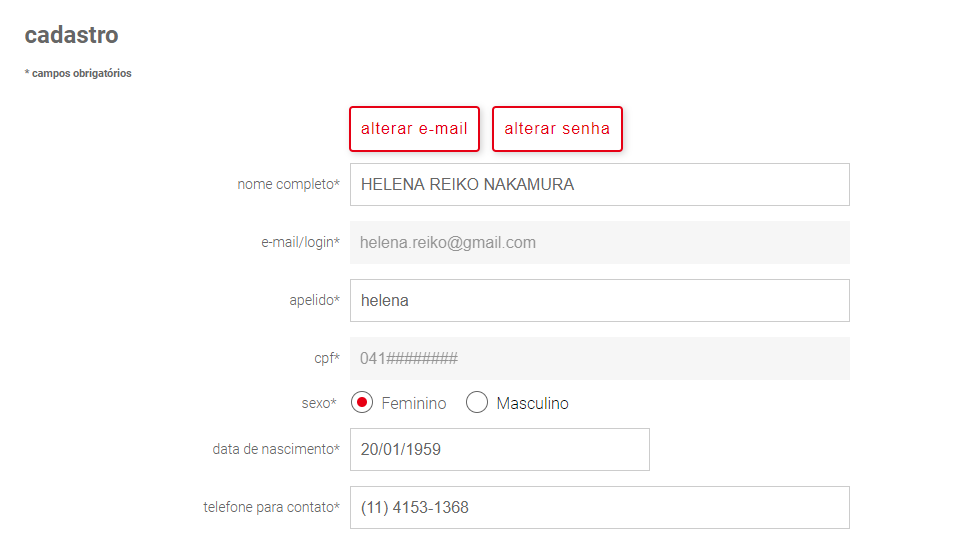 cadastro
* campos obrigatórios
alterar e-mail alterar senha
nome completo* HELENA REIKO NAKAMURA
e-mail/login* helena.reiko@gmail.com
apelido* helena
cpf* 041########
sexo* Feminino Masculino
data de nascimento* 20/01/1959
telefone para contato* (11) 4153-1368